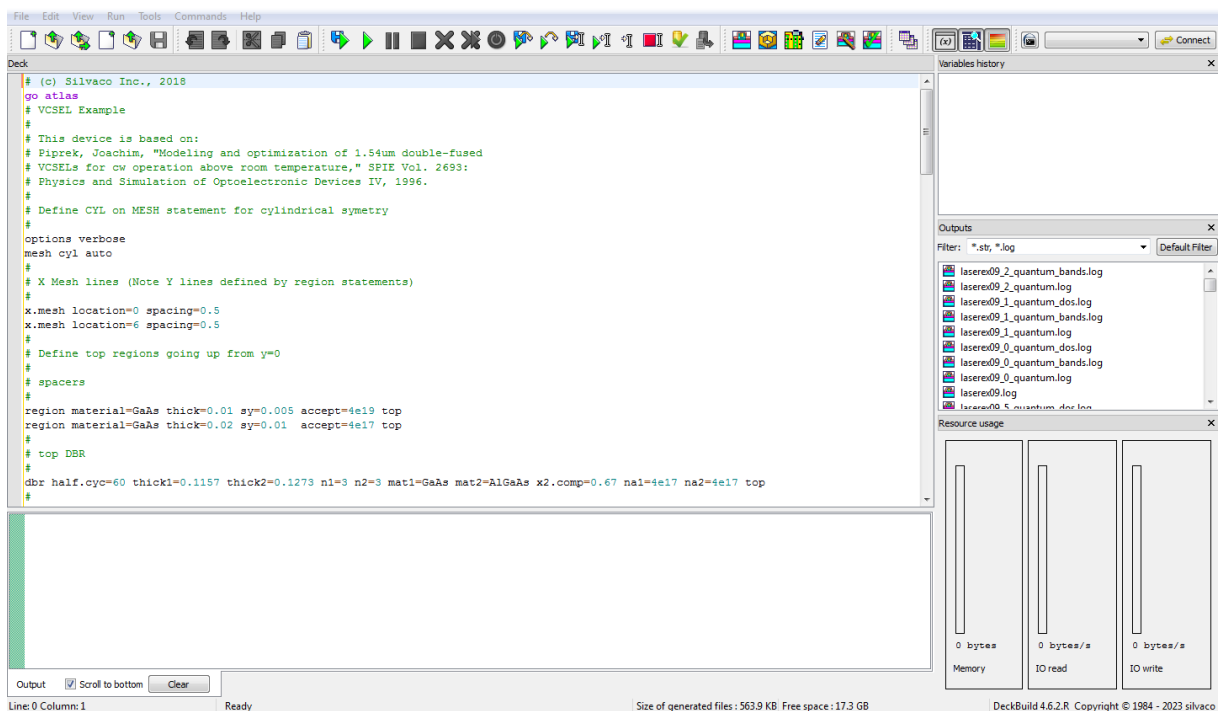 File Edit View Run Tools Commands Help
Connect
Deck
Variables history
# (c) Silvaco Inc., 2018
go atlas
# VCSEL Example
#
# This device is based on:
# Piprek, Joachim, "Modeling and optimization of 1.54um double-fused
# VCSELs for cw operation above room temperature," SPIE Vol. 2693:
# Physics and Simulation of Optoelectronic Devices IV, 1996.
#
# Define CYL on MESH statement for cylindrical symetry
#
options verbose
mesh cyl auto
#
# X Mesh lines (Note Y lines defined by region statements)
#
x.mesh location=0 spacing=0.5
x.mesh location=6 spacing=0.5
#
# Define top regions going up from y=0
#
# spacers
#
region material=GaAs thick=0.01 sy=0.005 accept=4e19 top
region material=GaAs thick=0.02 sy=0.01  accept=4e17 top
#
# top DBR
#
dbr half.cyc=60 thick1=0.1157 thick2=0.1273 n1=3 n2=3 mat1=GaAs mat2=AlGaAs x2.comp=0.67 na1=4e17 na2=4e17 top
#
Outputs
Filter: *.str, *.log Default Filter
laserex09_2_quantum_bands.log
laserex09_2_quantum.log
laserex09_1_quantum_dos.log
laserex09_1_quantum_bands.log
laserex09_1_quantum.log
laserex09_0_quantum_dos.log
laserex09_0_quantum_bands.log
laserex09_0_quantum.log
laserex09.log
laserex09_5_quantum_dos.log
Resource usage
0 bytes 0 bytes/s 0 bytes/s
Memory IO read IO write
Output Scroll to bottom Clear
Line: 0 Column: 1 Ready Size of generated files : 563.9 KB Free space : 17.3 GB DeckBuild 4.6.2.R Copyright © 1984 - 2023 silvaco